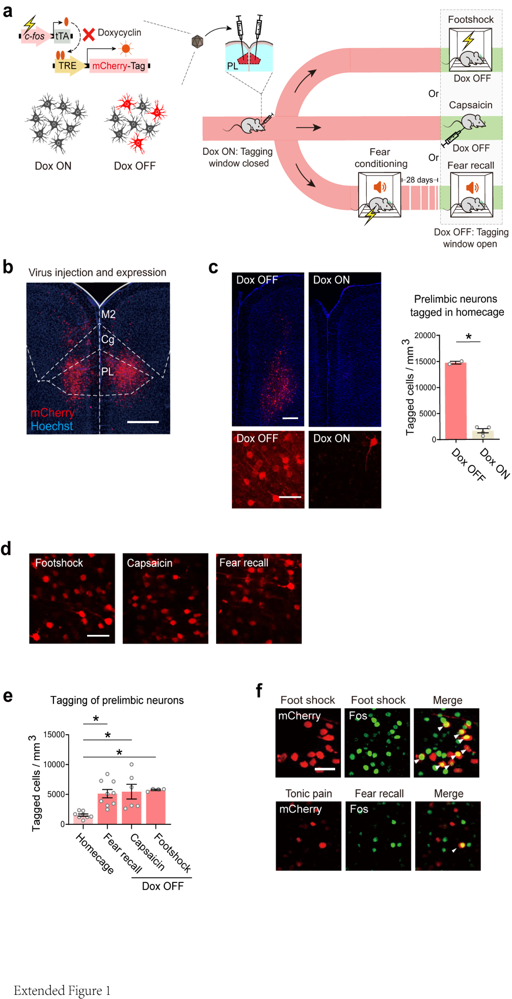 a
c-fos
tTA
Doxycyclin
TRE
mCherry-Tag
Dox ON
Dox OFF
PL
Dox ON: Tagging
window closed
Footshock
Dox OFF
Or
Capsaicin
Dox OFF
Or
Fear
conditioning
28 days
Fear recall
Dox OFF: Tagging
window open
b
Virus injection and expression
M2
Cg
PL
mCherry
Hoechst
c
Dox OFF
Dox ON
Dox OFF
Dox ON
Prelimbic neurons
tagged in homecage
Tagged cells / mm3
20000
15000
10000
5000
0
*
Dox OFF
Dox ON
d
Footshock
Capsaicin
Fear recall
e
Tagging of prelimbic neurons
Tagged cells / mm3
15000
10000
5000
0
*
*
*
Homecage
Fear recall
Capsaicin
Footshock
Dox OFF
f
Foot shock
Foot shock
Merge
mCherry
Fos
Tonic pain
Fear recall
Merge
mCherry
Fos
Extended Figure 1